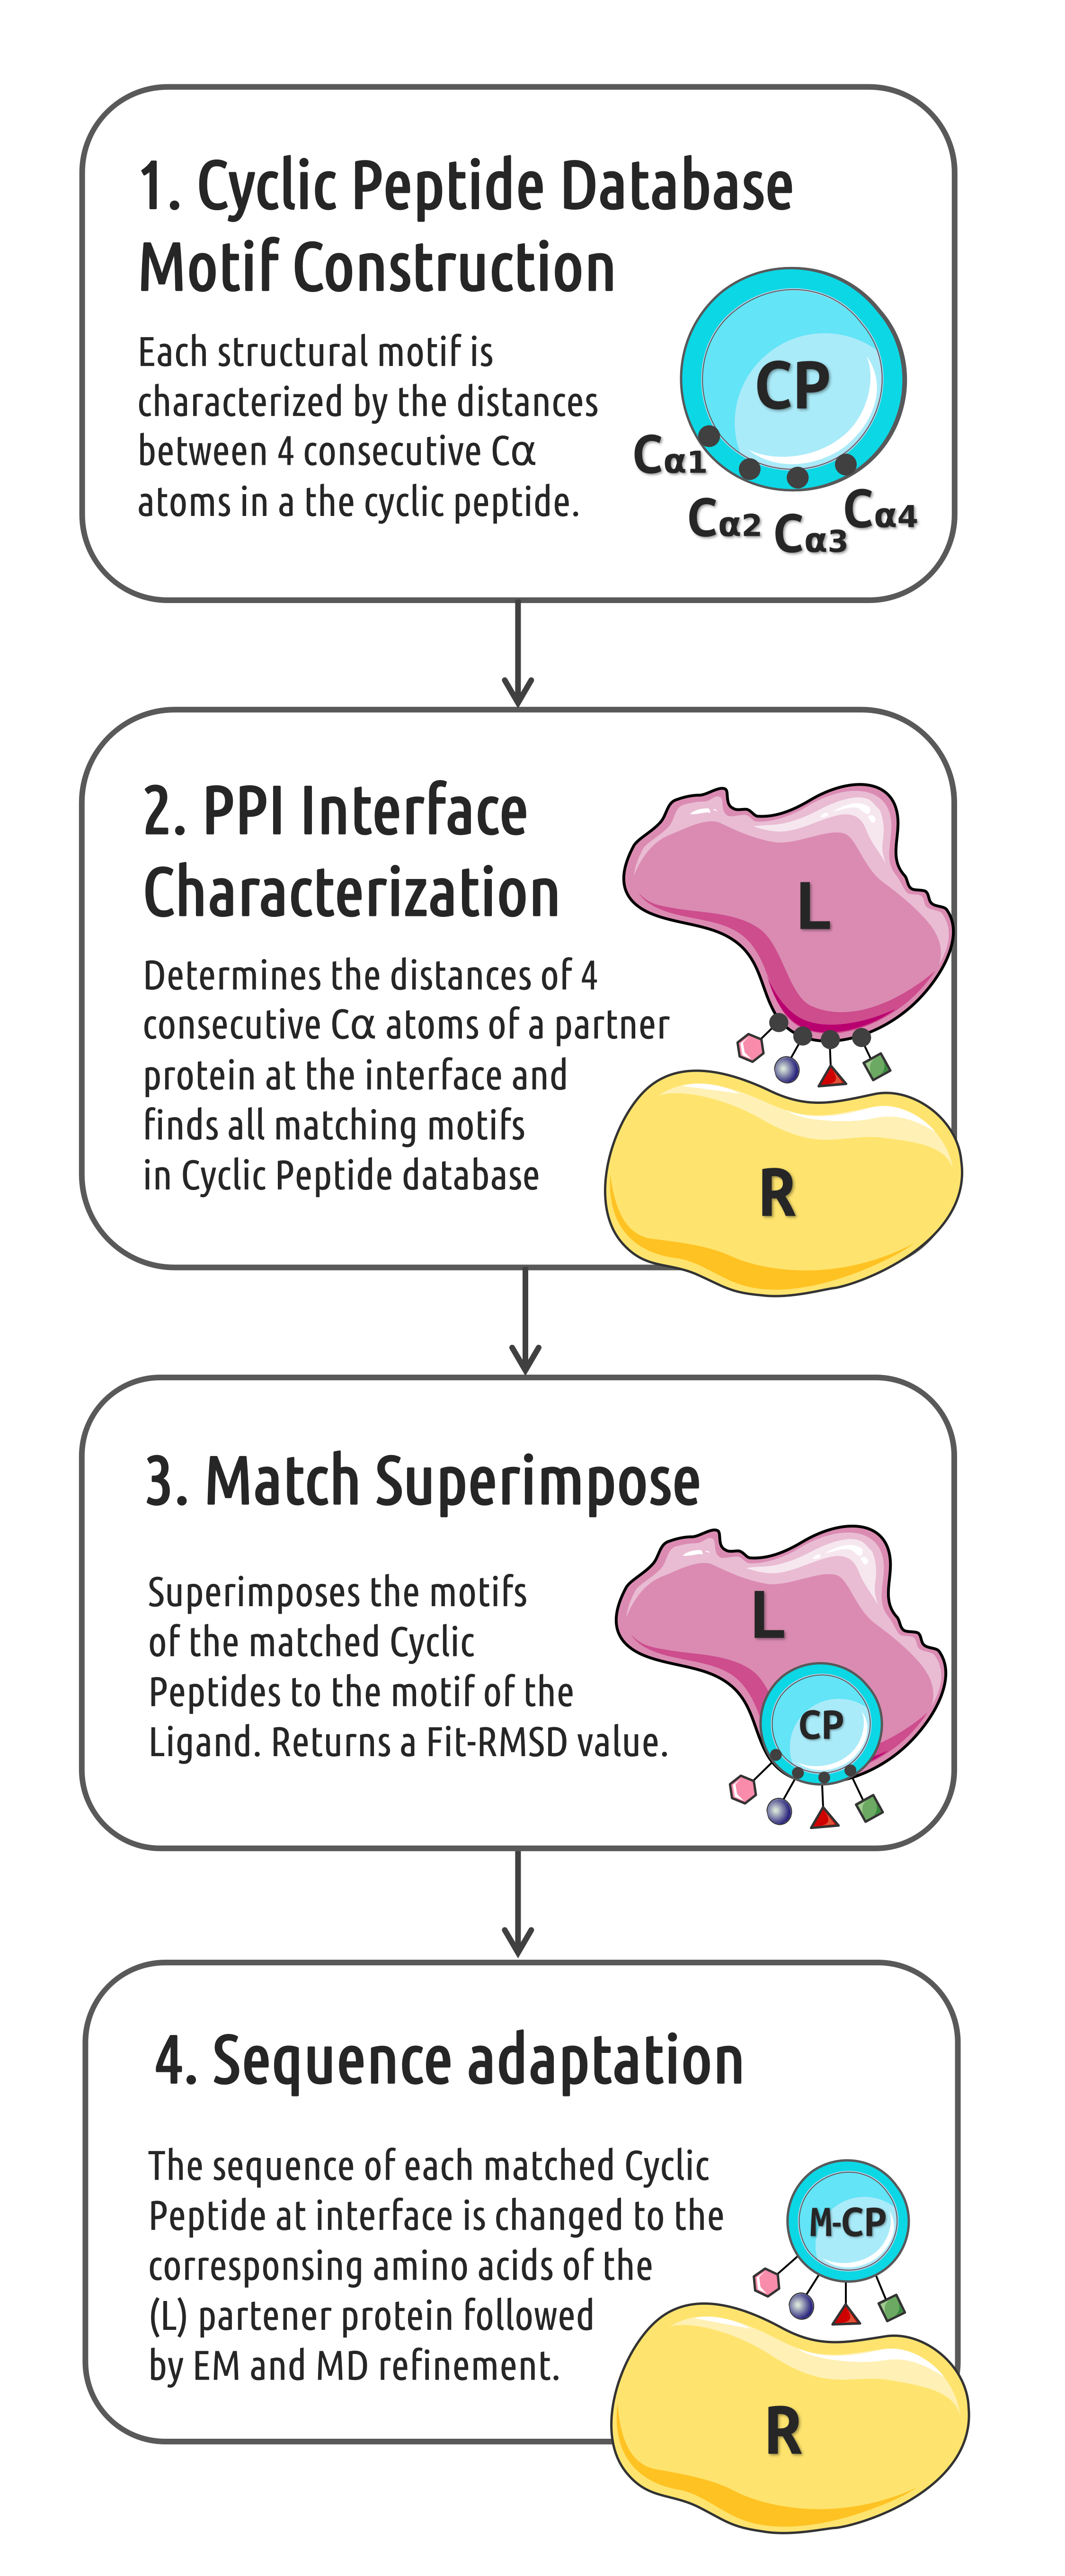 1. Cyclic Peptide Database
Motif Construction
Each structural motif is
characterized by the distances
between 4 consecutive Cα
atoms in a the cyclic peptide.
CP
Cα1
Cα2
Cα3
Cα4
2. PPI Interface
Characterization
Determines the distances of 4
consecutive Cα atoms of a partner
protein at the interface and
finds all matching motifs
in Cyclic Peptide database
L
R
3. Match Superimpose
Superimposes the motifs
of the matched Cyclic
Peptides to the motif of the
Ligand. Returns a Fit-RMSD value.
L
CP
4. Sequence adaptation
The sequence of each matched Cyclic
Peptide at interface is changed to the
corresponsing amino acids of the
(L) partener protein followed
by EM and MD refinement.
M-CP
R